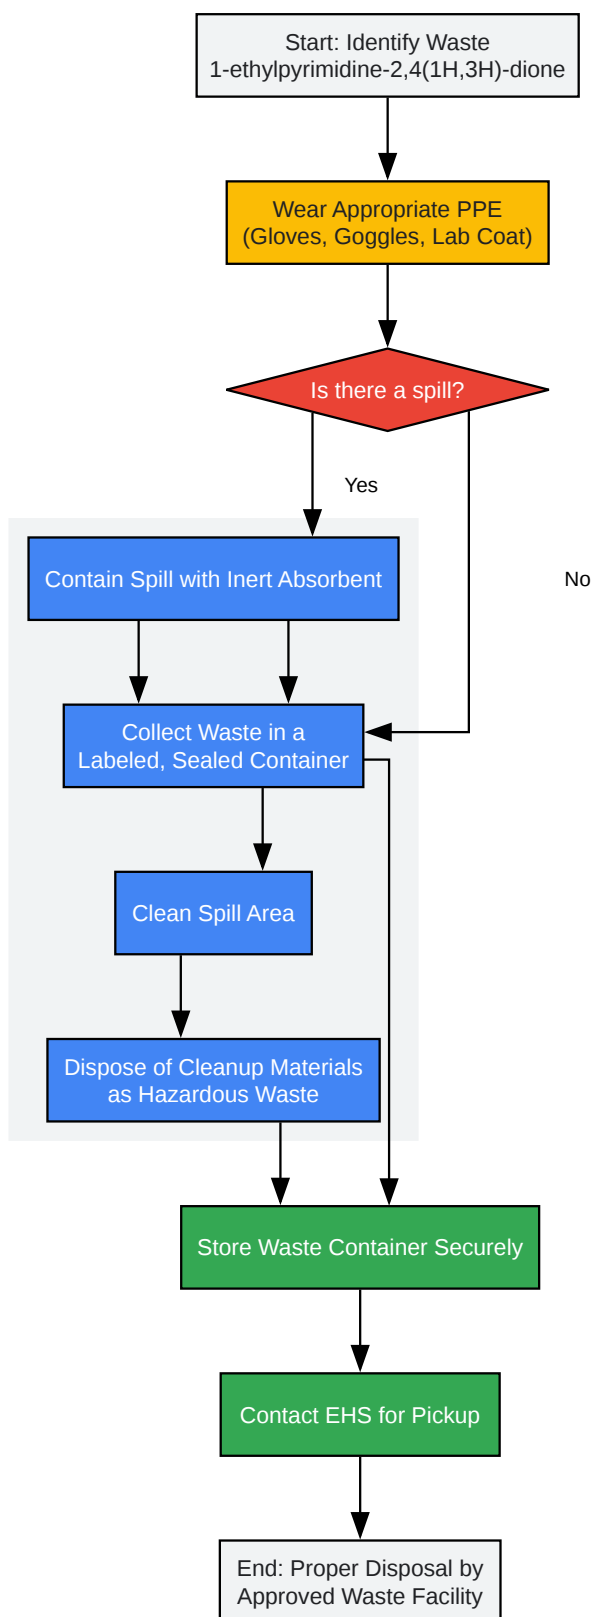 Start: Identify Waste
1-ethylpyrimidine-2,4(1H,3H)-dione
Wear Appropriate PPE
(Gloves, Goggles, Lab Coat)
Is there a spill?
Yes
No
Contain Spill with Inert Absorbent
Collect Waste in a
Labeled, Sealed Container
Clean Spill Area
Dispose of Cleanup Materials
as Hazardous Waste
Store Waste Container Securely
Contact EHS for Pickup
End: Proper Disposal by
Approved Waste Facility